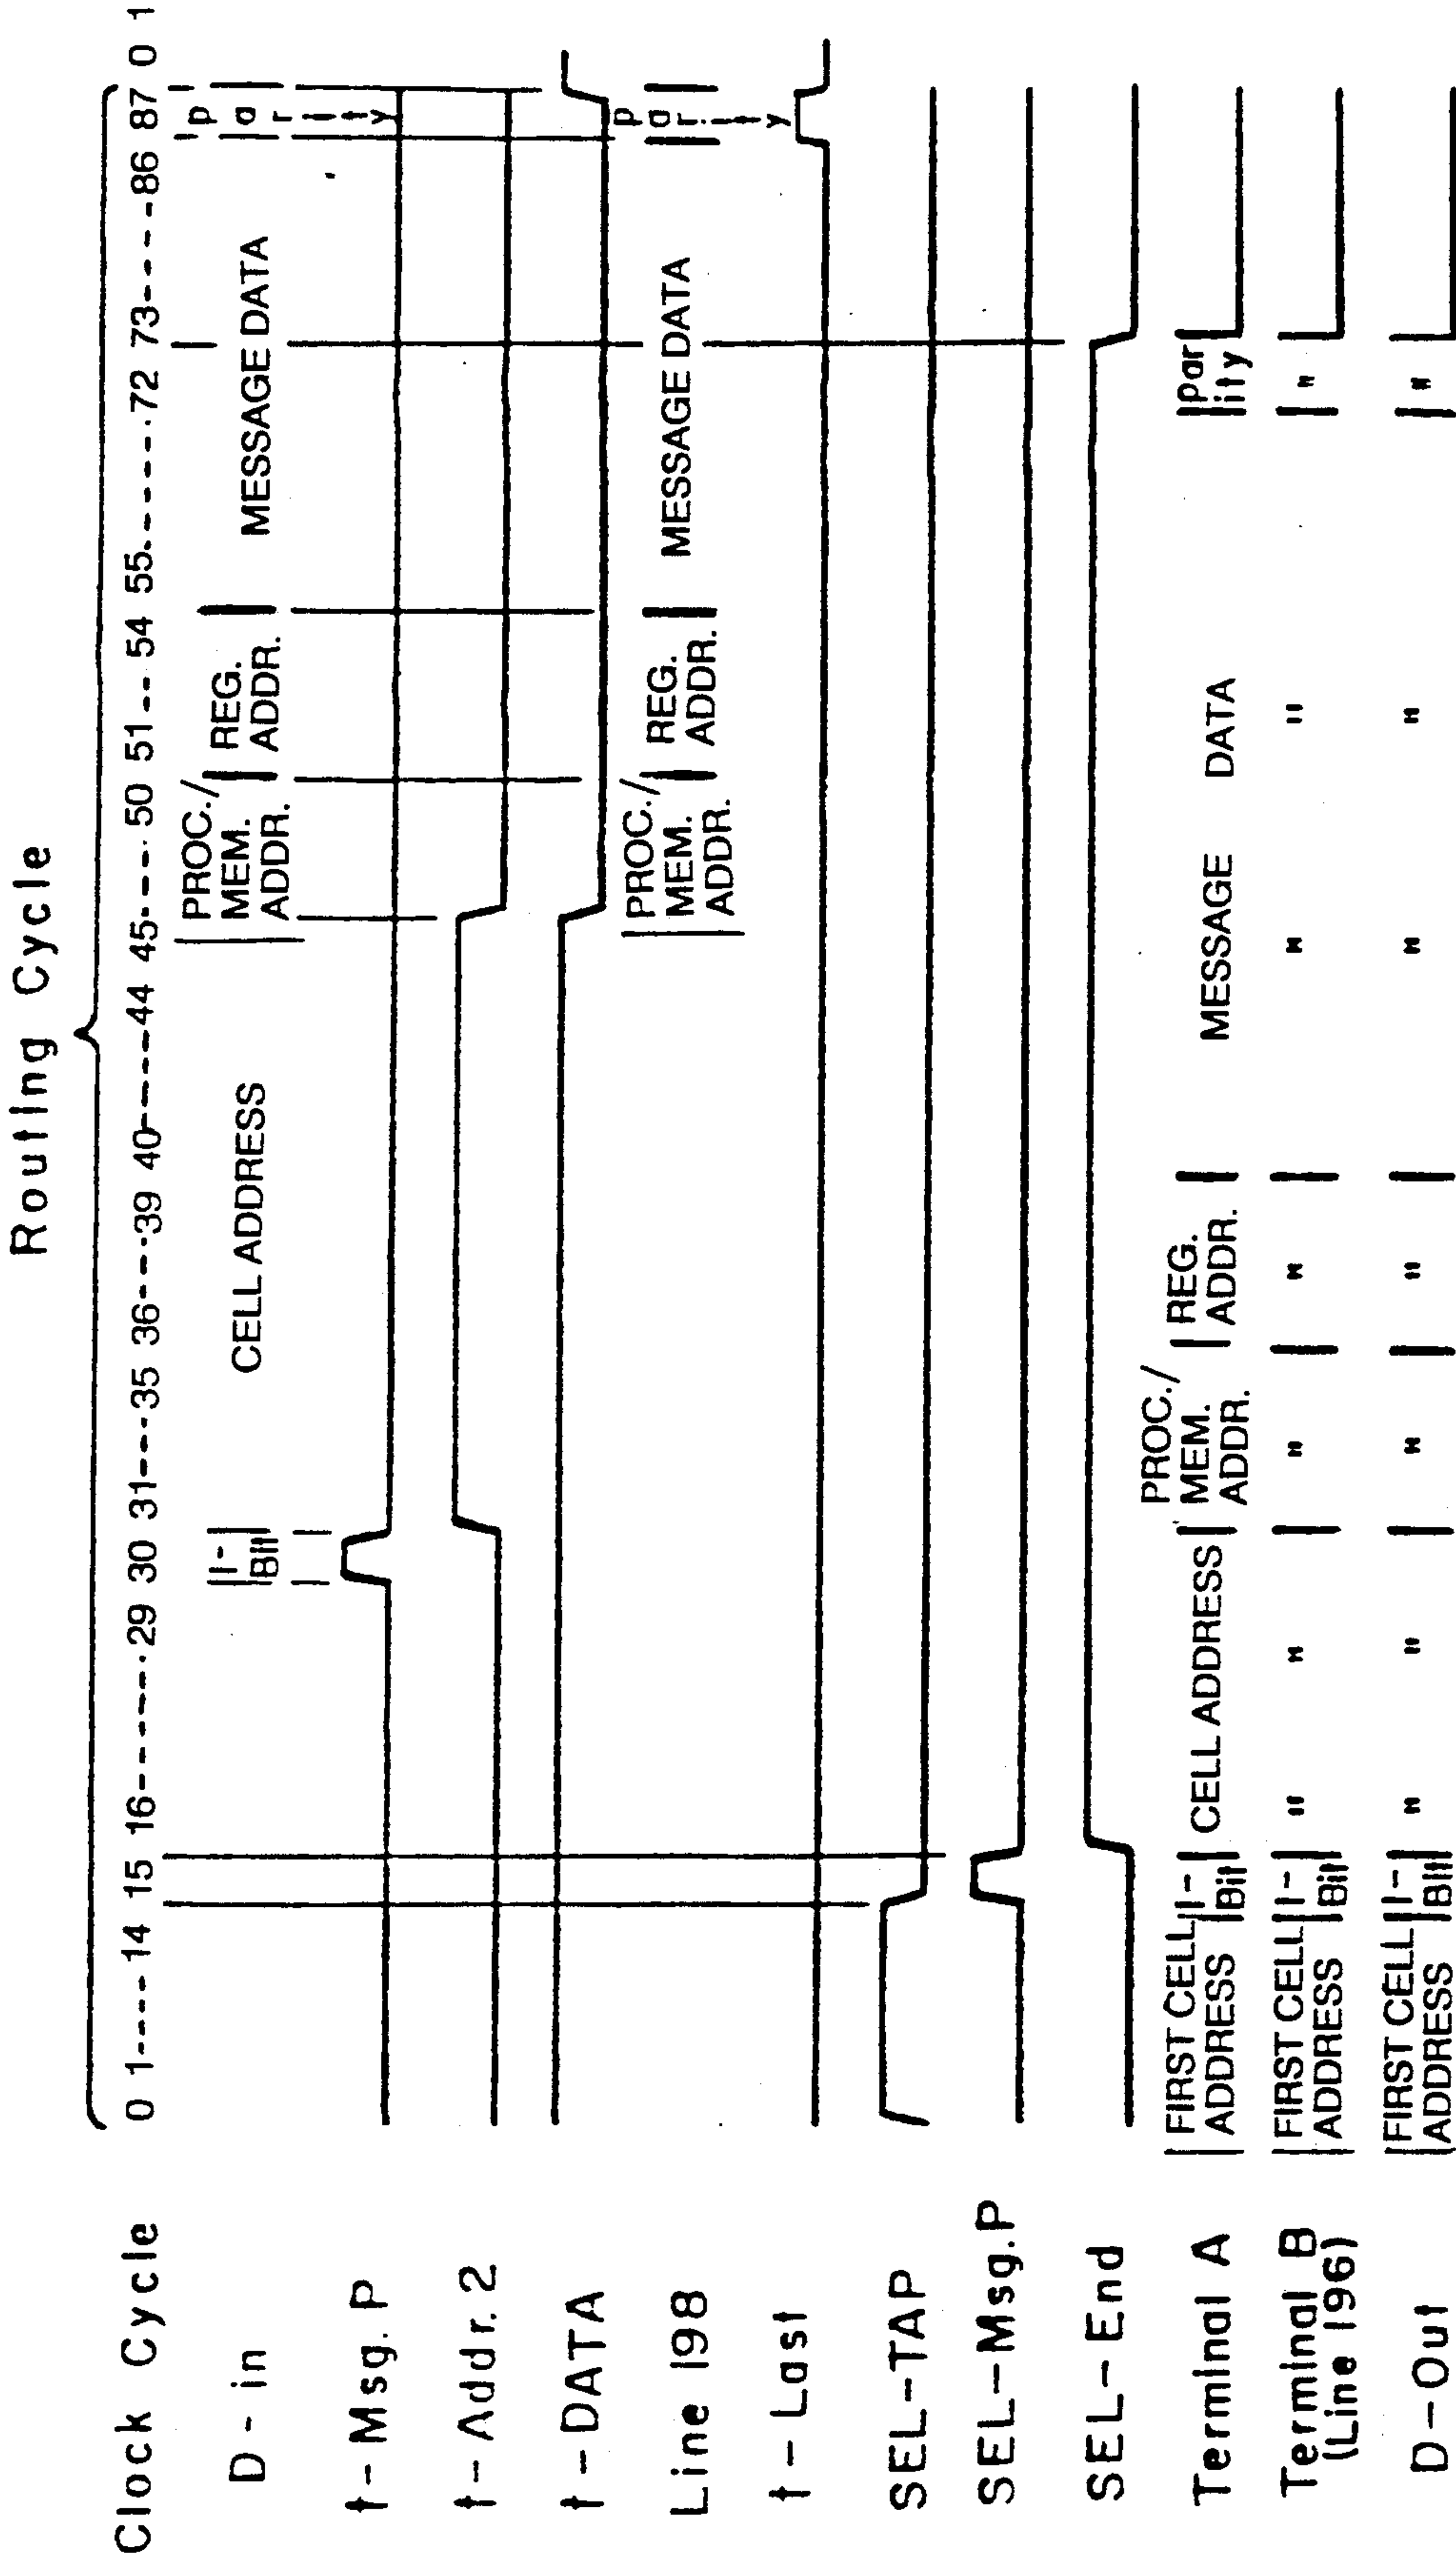 Routing Cycle
Clock Cycle 0 1---- 14 15 16------- 29 30 31---35 36---39 40----44 45--- 50 51-- 54 55------ 72 73----86 87 0 1
D-in
I-
Bit
CELL ADDRESS
PROC./
MEM.
ADDR.
REG.
ADDR.
MESSAGE DATA
parity
t-Msg. P
t-Addr. 2
t-DATA
Line 198
PROC./
MEM.
ADDR.
REG.
ADDR.
MESSAGE DATA
parity
t-Last
SEL-TAP
SEL-Msg.P
SEL-End
Terminal A
FIRST CELL
ADDRESS
I-
Bit
CELL ADDRESS
PROC./
MEM.
ADDR.
REG.
ADDR.
MESSAGE DATA
par
ity
Terminal B
(Line 196)
FIRST CELL
ADDRESS
I-
Bit
" " " " " " "
D-Out
FIRST CELL
ADDRESS
I-
Bit
" " " " " " "